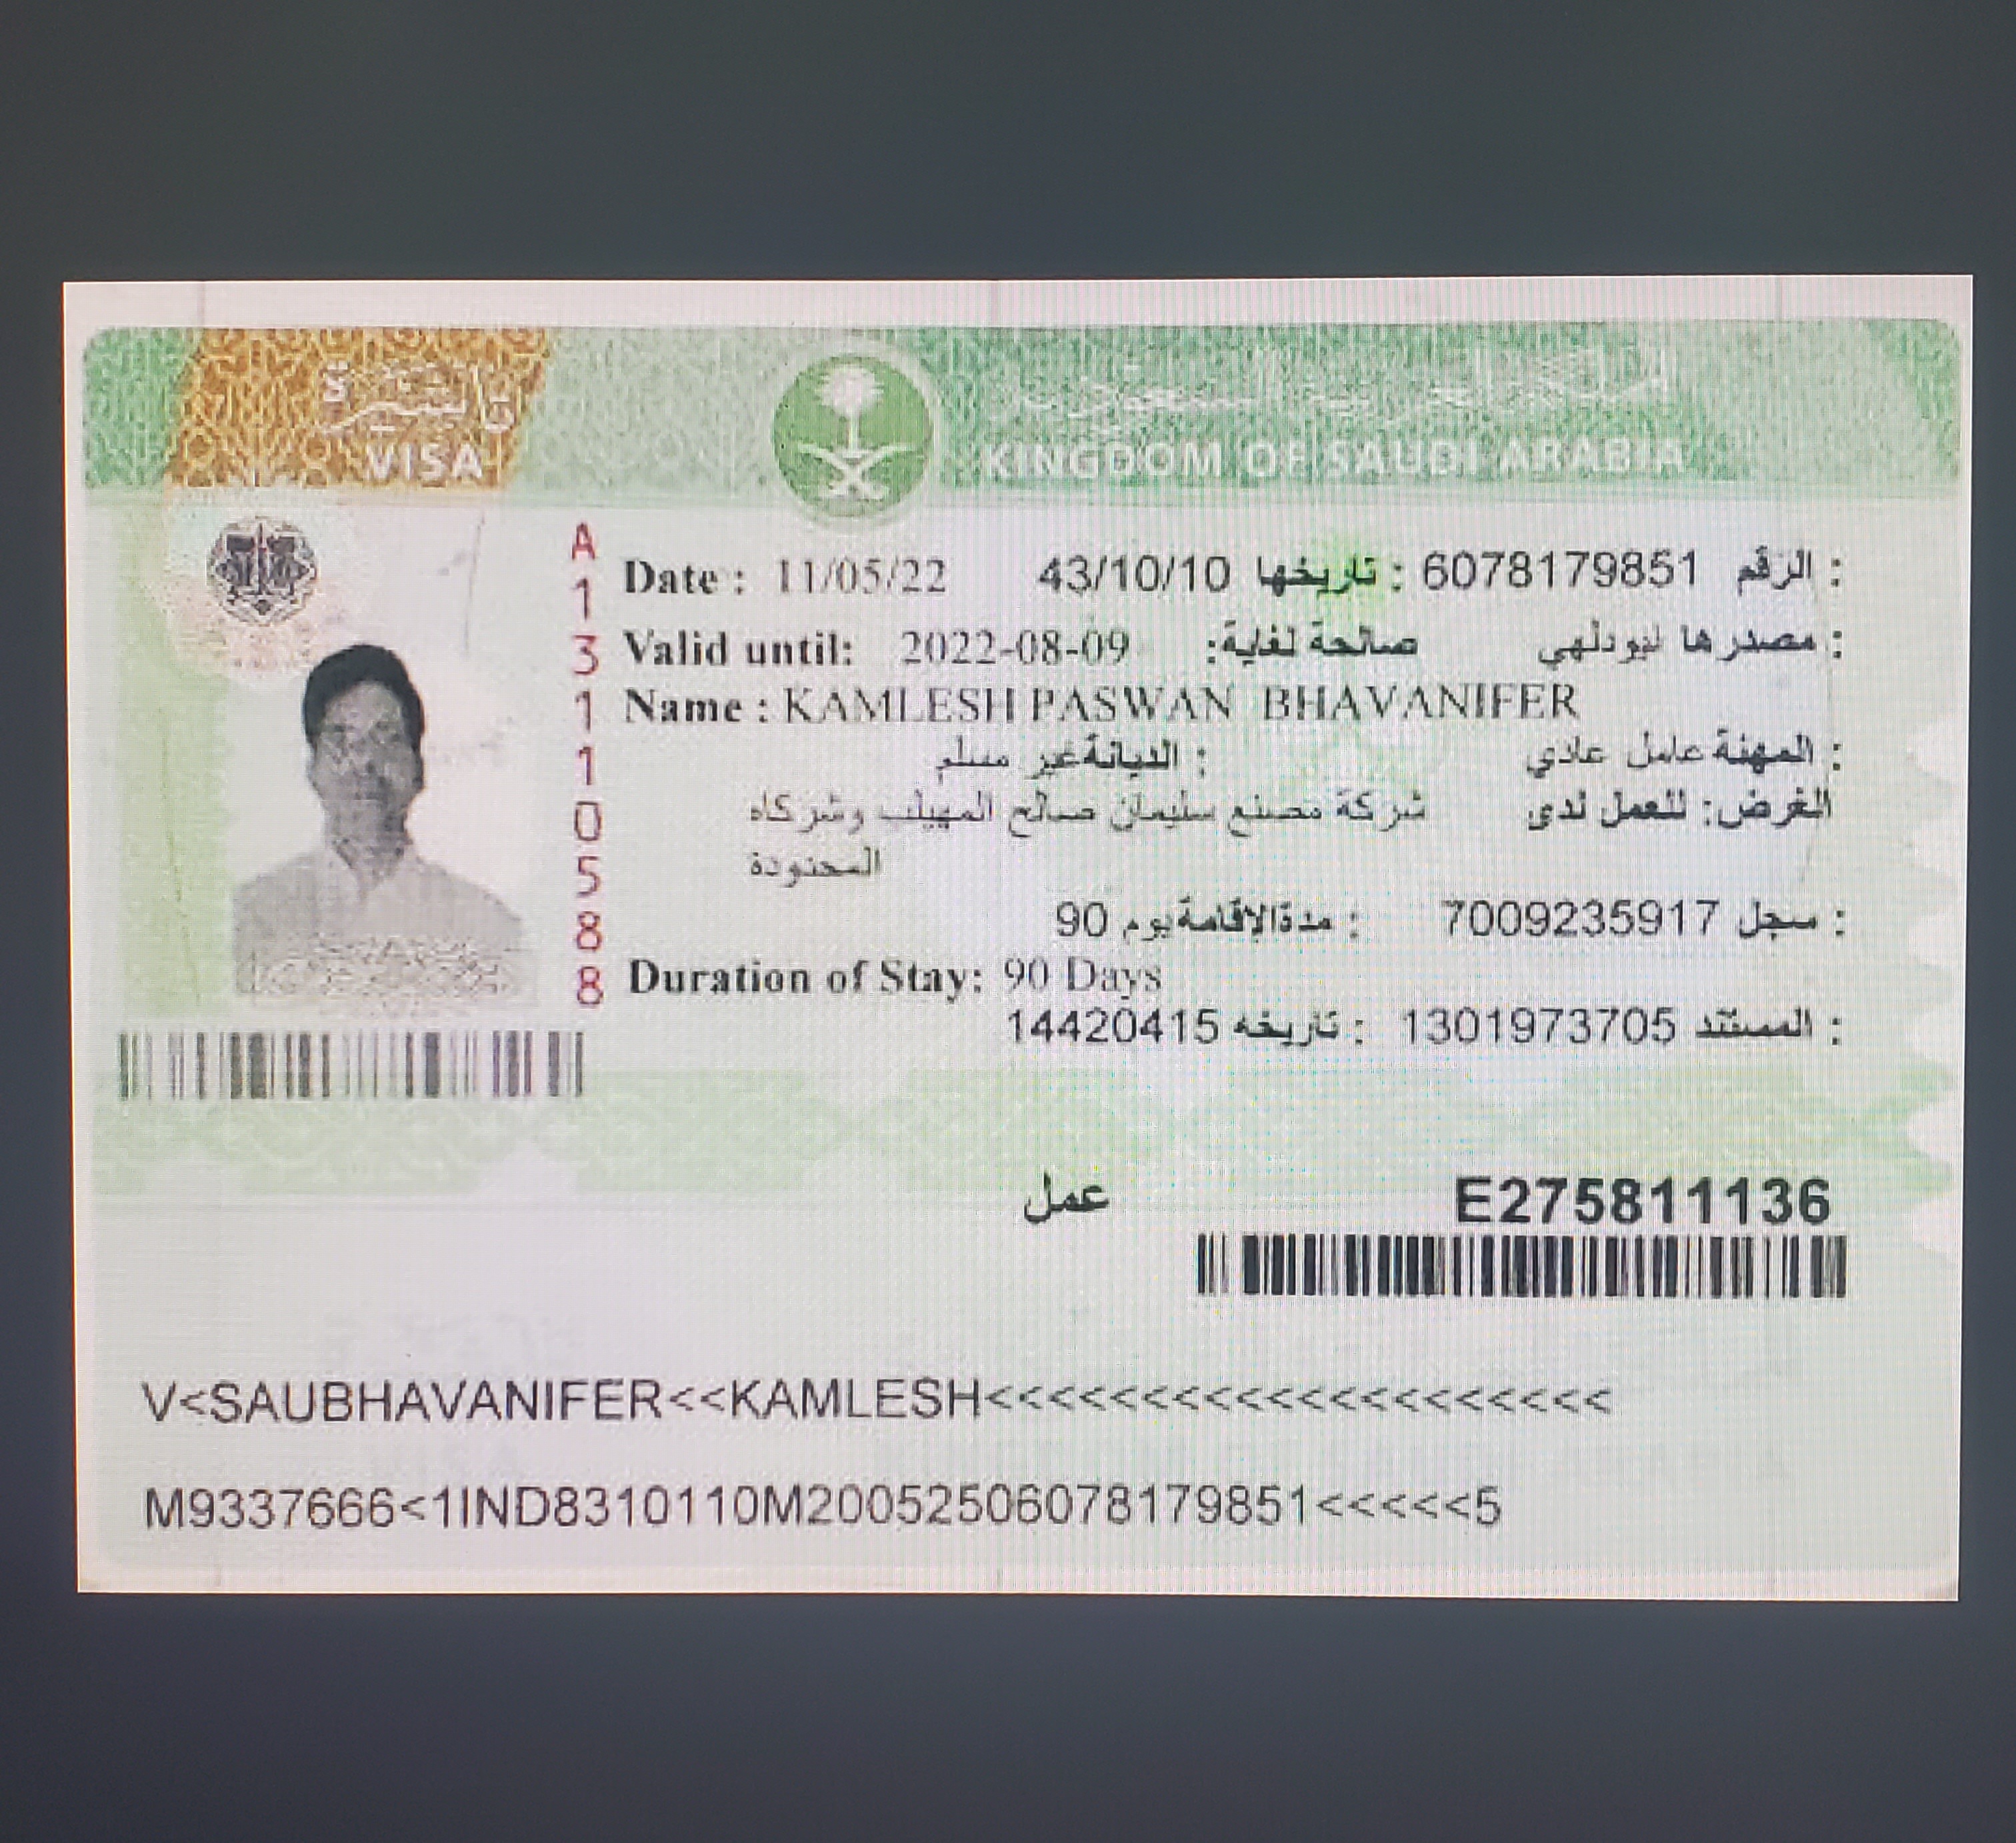 تأشيرة
VISA
المملكة العربية السعودية
KINGDOM OF SAUDI ARABIA
A13110588
Date : 11/05/22 43/10/10 تاريخها : 6078179851 الرقم :
Valid until: 2022-08-09 صالحة لغاية: مصدرها نيودلهي :
Name : KAMLESH PASWAN BHAVANIFER
المهنة عامل عادي : الديانة غير مسلم :
الغرض: للعمل لدى شركة مصنع سليمان صالح المهيلب وشركاه
المحدودة
سجل 7009235917 : مدة الإقامة يوم 90 :
Duration of Stay: 90 Days
المستند 1301973705 : تاريخه 14420415 :
عمل E275811136
V<SAUBHAVANIFER<<KAMLESH<<<<<<<<<<<<<<<<<<<<
M9337666<1IND8310110M20052506078179851<<<<<5